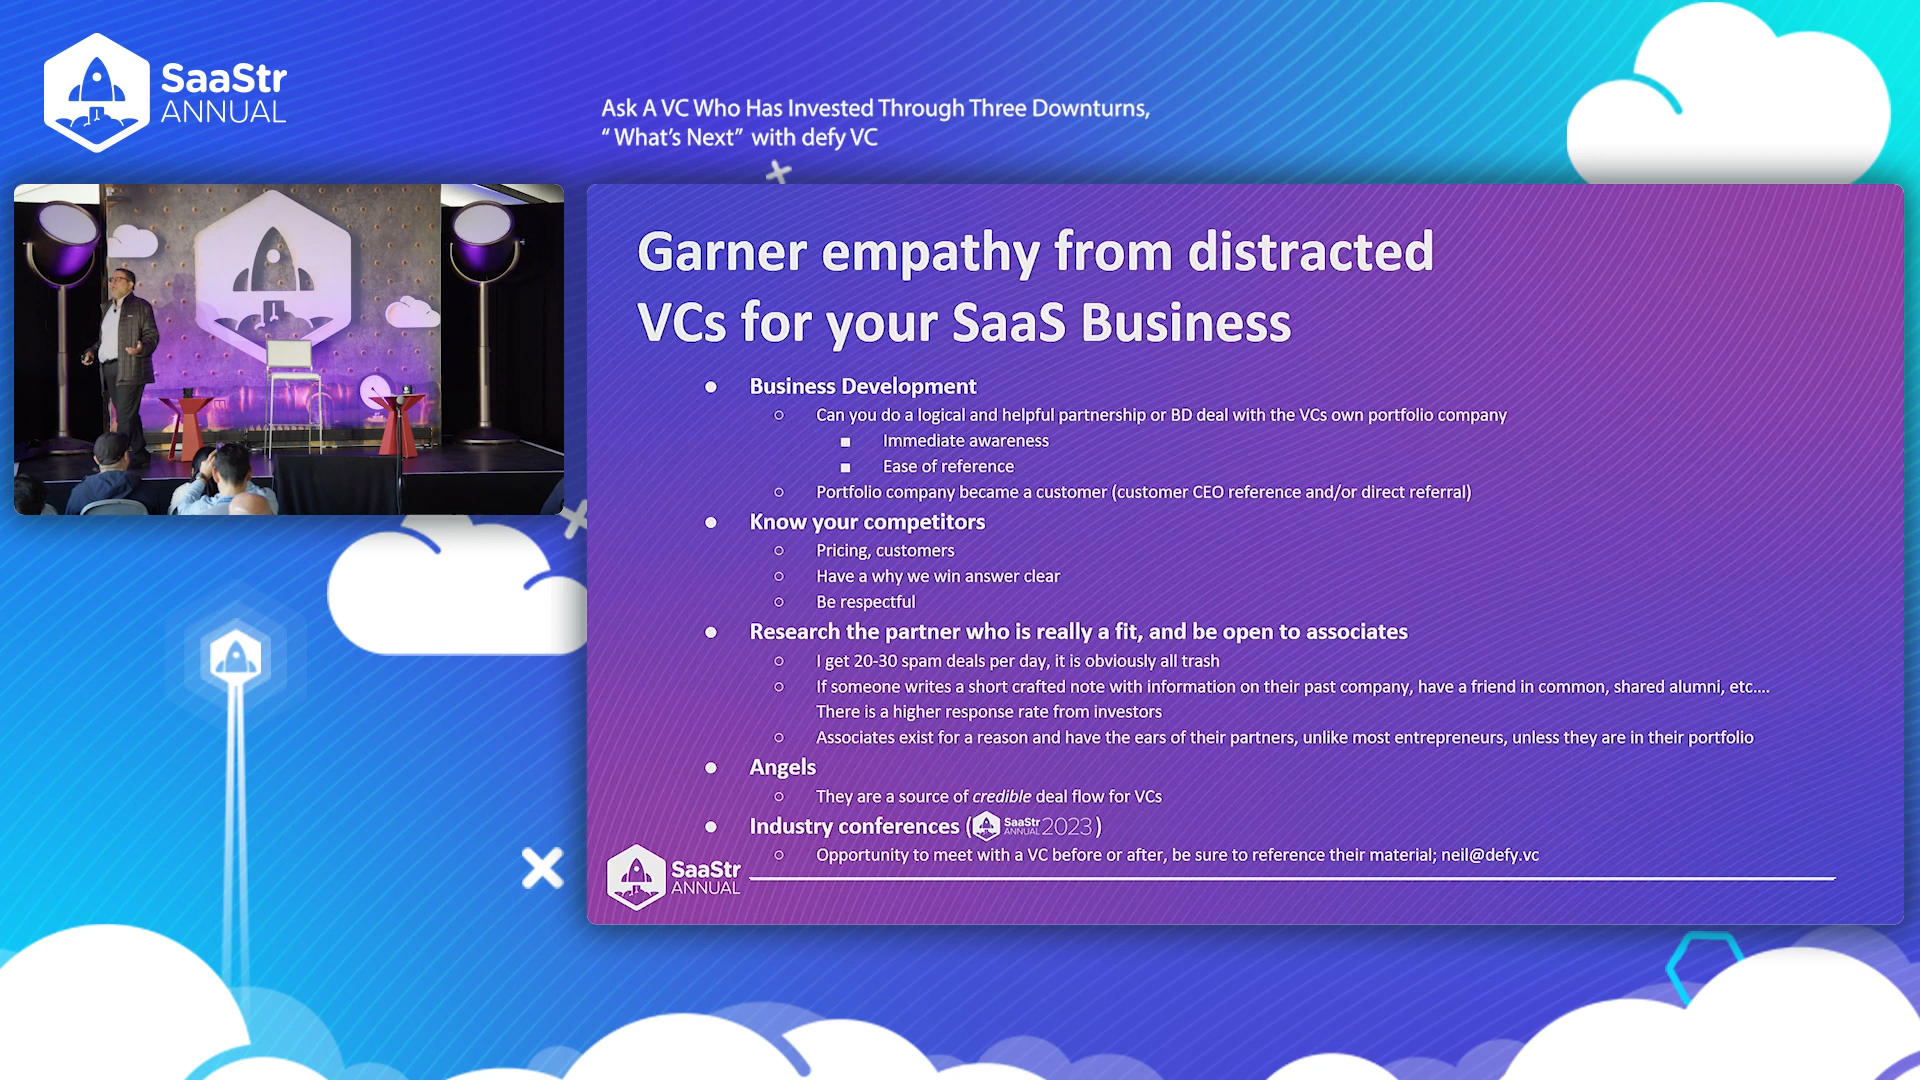 SaaStr
ANNUAL
Ask A VC Who Has Invested Through Three Downturns,
“ What’s Next” with defy VC
Garner empathy from distracted
VCs for your SaaS Business
● Business Development
○ Can you do a logical and helpful partnership or BD deal with the VCs own portfolio company
■ Immediate awareness
■ Ease of reference
○ Portfolio company became a customer (customer CEO reference and/or direct referral)
● Know your competitors
○ Pricing, customers
○ Have a why we win answer clear
○ Be respectful
● Research the partner who is really a fit, and be open to associates
○ I get 20-30 spam deals per day, it is obviously all trash
○ If someone writes a short crafted note with information on their past company, have a friend in common, shared alumni, etc....
There is a higher response rate from investors
○ Associates exist for a reason and have the ears of their partners, unlike most entrepreneurs, unless they are in their portfolio
● Angels
○ They are a source of credible deal flow for VCs
● Industry conferences (SaaStr ANNUAL 2023)
○ Opportunity to meet with a VC before or after, be sure to reference their material; neil@defy.vc
SaaStr
ANNUAL